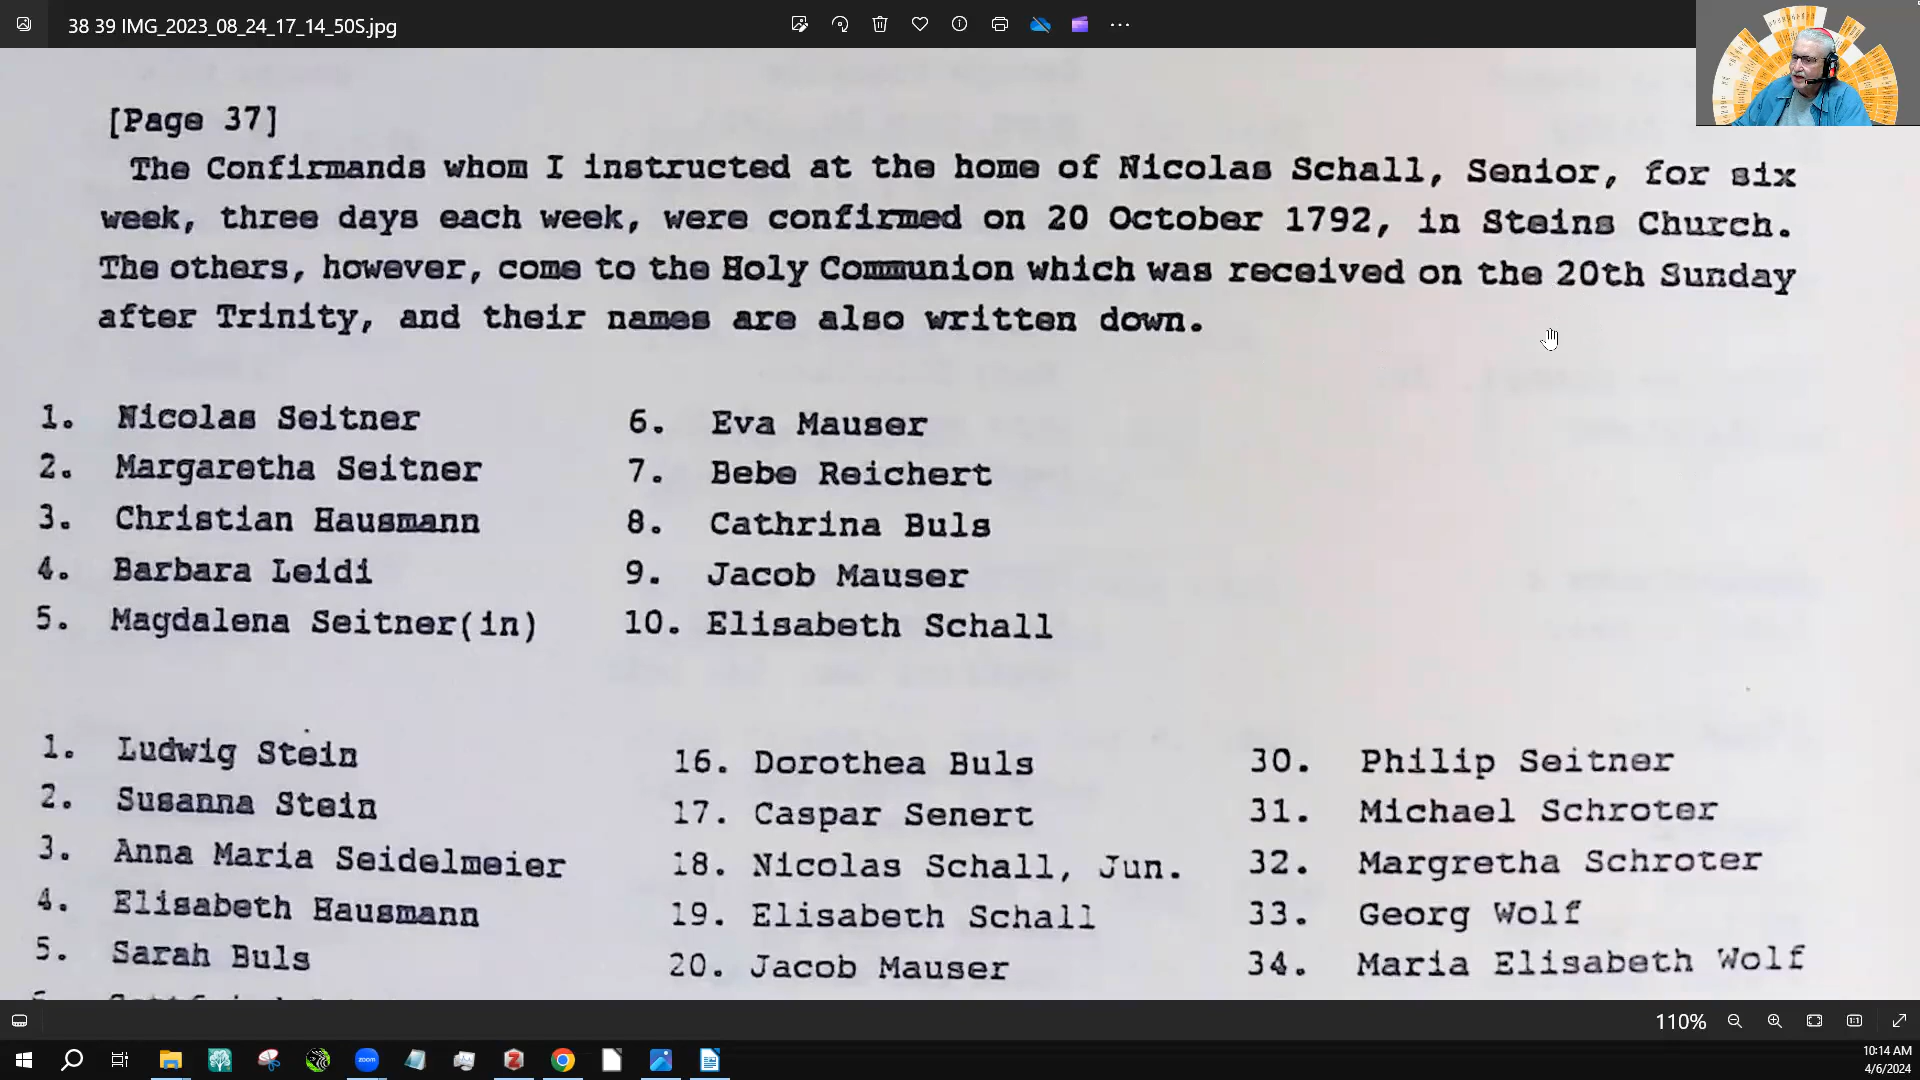 38 39 IMG_2023_08_24_17_14_50S.jpg
[Page 37]
The Confirmands whom I instructed at the home of Nicolas Schall, Senior, for six
week, three days each week, were confirmed on 20 October 1792, in Steins Church.
The others, however, come to the Holy Communion which was received on the 20th Sunday
after Trinity, and their names are also written down.
1. Nicolas Seitner
2. Margaretha Seitner
3. Christian Hausmann
4. Barbara Leidi
5. Magdalena Seitner(in)
6. Eva Mauser
7. Bebe Reichert
8. Cathrina Buls
9. Jacob Mauser
10. Elisabeth Schall
1. Ludwig Stein
2. Susanna Stein
3. Anna Maria Seidelmeier
4. Elisabeth Hausmann
5. Sarah Buls
16. Dorothea Buls
17. Caspar Senert
18. Nicolas Schall, Jun.
19. Elisabeth Schall
20. Jacob Mauser
30. Philip Seitner
31. Michael Schroter
32. Margretha Schroter
33. Georg Wolf
34. Maria Elisabeth Wolf
110%
zoom
10:14 AM
4/6/2024